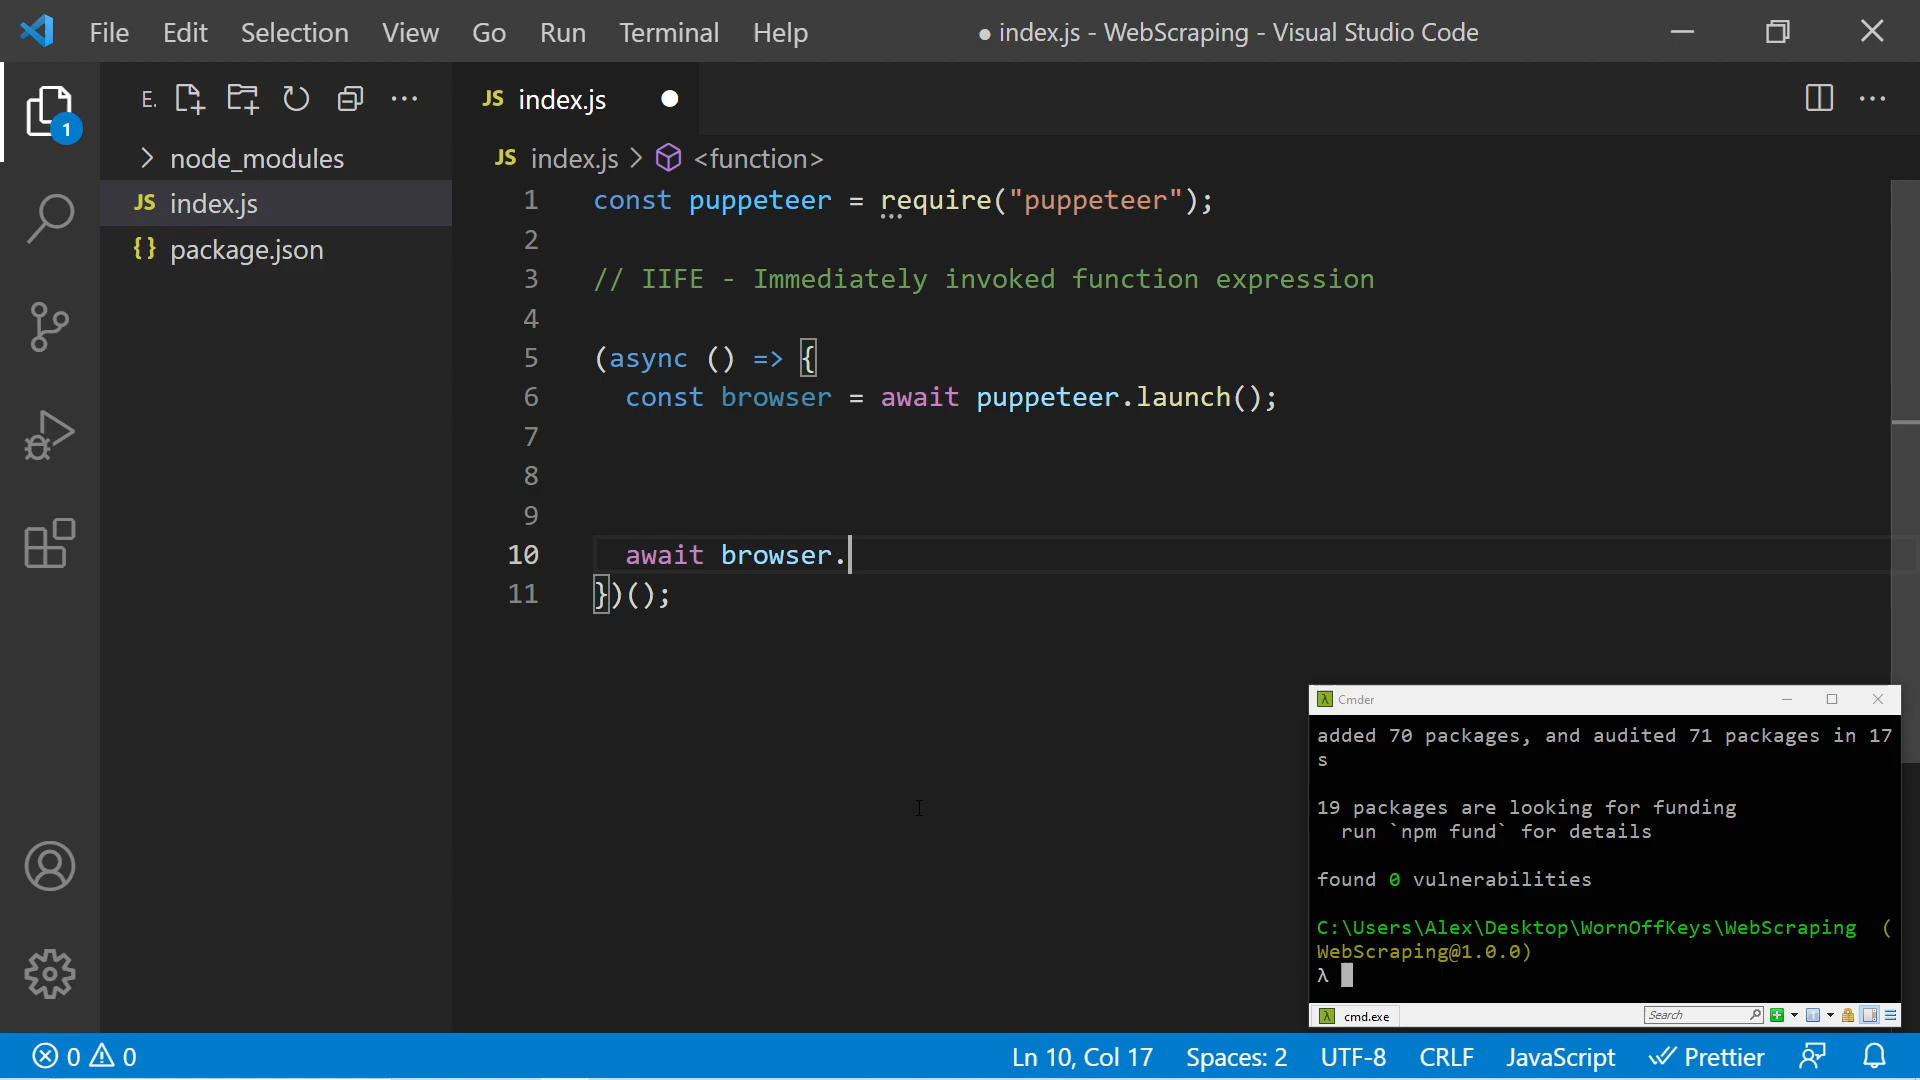 File Edit Selection View Go Run Terminal Help
● index.js - WebScraping - Visual Studio Code
E.
1
node_modules
JS index.js
{} package.json
JS index.js
JS index.js > <function>
1 const puppeteer = require("puppeteer");
2
3 // IIFE - Immediately invoked function expression
4
5 (async () => {
6 const browser = await puppeteer.launch();
7
8
9
10 await browser.
11 })();
λ Cmder
added 70 packages, and audited 71 packages in 17
s
19 packages are looking for funding
run `npm fund` for details
found 0 vulnerabilities
C:\Users\Alex\Desktop\WornOffKeys\WebScraping (
WebScraping@1.0.0)
λ
λ cmd.exe
Search
0 0
Ln 10, Col 17 Spaces: 2 UTF-8 CRLF JavaScript Prettier